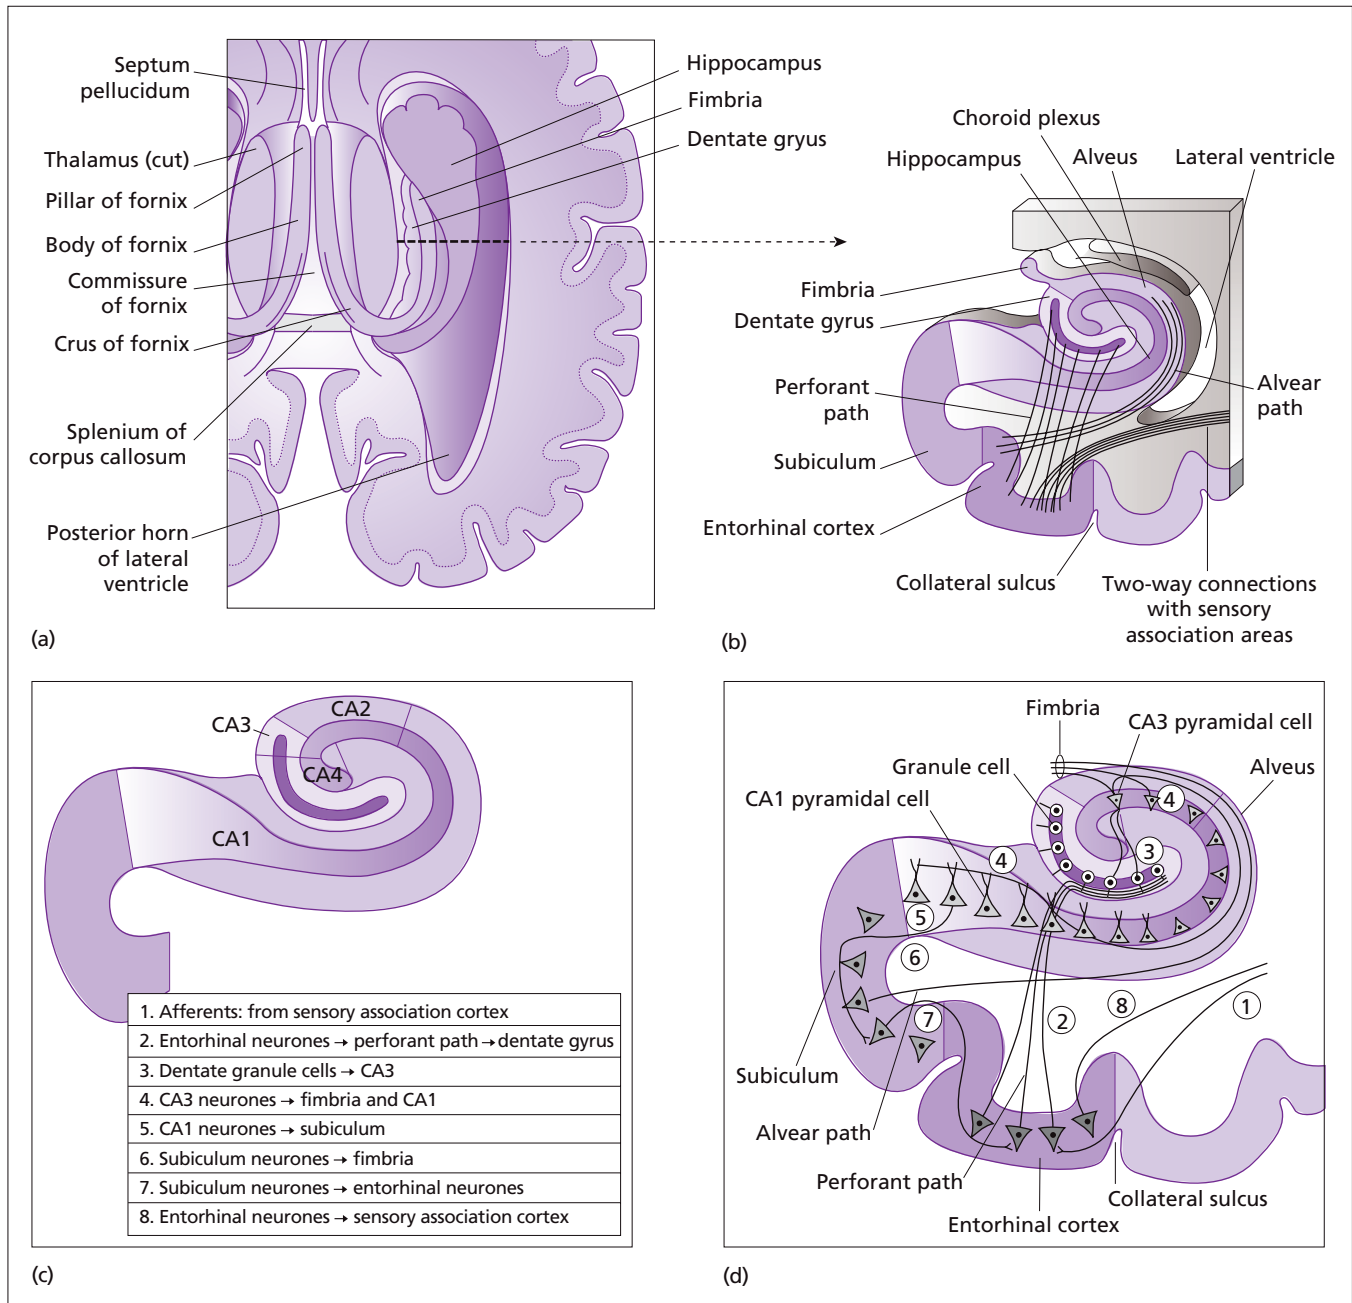 Septum
pellucidum
Thalamus (cut)
Pillar of fornix
Body of fornix
Commissure
of fornix
Crus of fornix
Splenium of
corpus callosum
Posterior horn
of lateral
ventricle
Hippocampus
Fimbria
Dentate gryus
(a)
Choroid plexus
Hippocampus
Alveus
Lateral ventricle
Fimbria
Dentate gyrus
Perforant
path
Alvear
path
Subiculum
Entorhinal cortex
Collateral sulcus
Two-way connections
with sensory
association areas
(b)
CA2
CA3
CA4
CA1
1. Afferents: from sensory association cortex
2. Entorhinal neurones → perforant path → dentate gyrus
3. Dentate granule cells → CA3
4. CA3 neurones → fimbria and CA1
5. CA1 neurones → subiculum
6. Subiculum neurones → fimbria
7. Subiculum neurones → entorhinal neurones
8. Entorhinal neurones → sensory association cortex
(c)
Fimbria
CA3 pyramidal cell
Granule cell
Alveus
CA1 pyramidal cell
4
3
4
5
6
8
1
7
2
Subiculum
Alvear path
Perforant path
Collateral sulcus
Entorhinal cortex
(d)